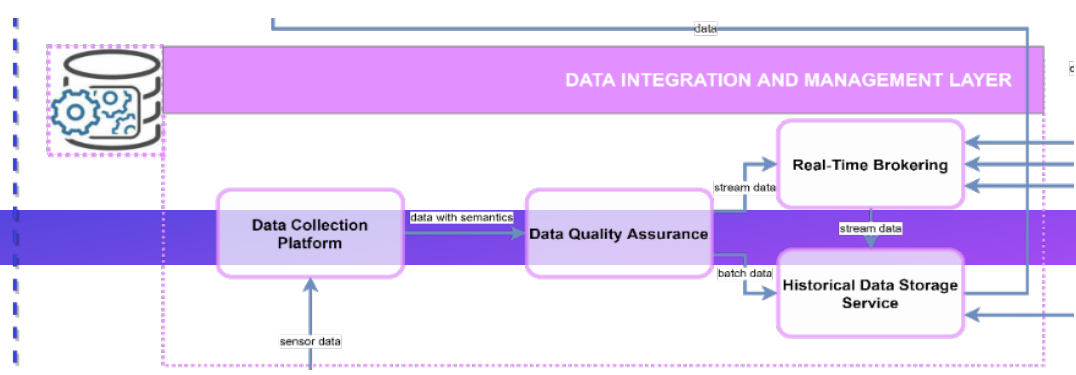 data
DATA INTEGRATION AND MANAGEMENT LAYER
Real-Time Brokering
stream data
Data Collection
Platform
data with semantics
Data Quality Assurance
stream data
batch data
Historical Data Storage
Service
sensor data